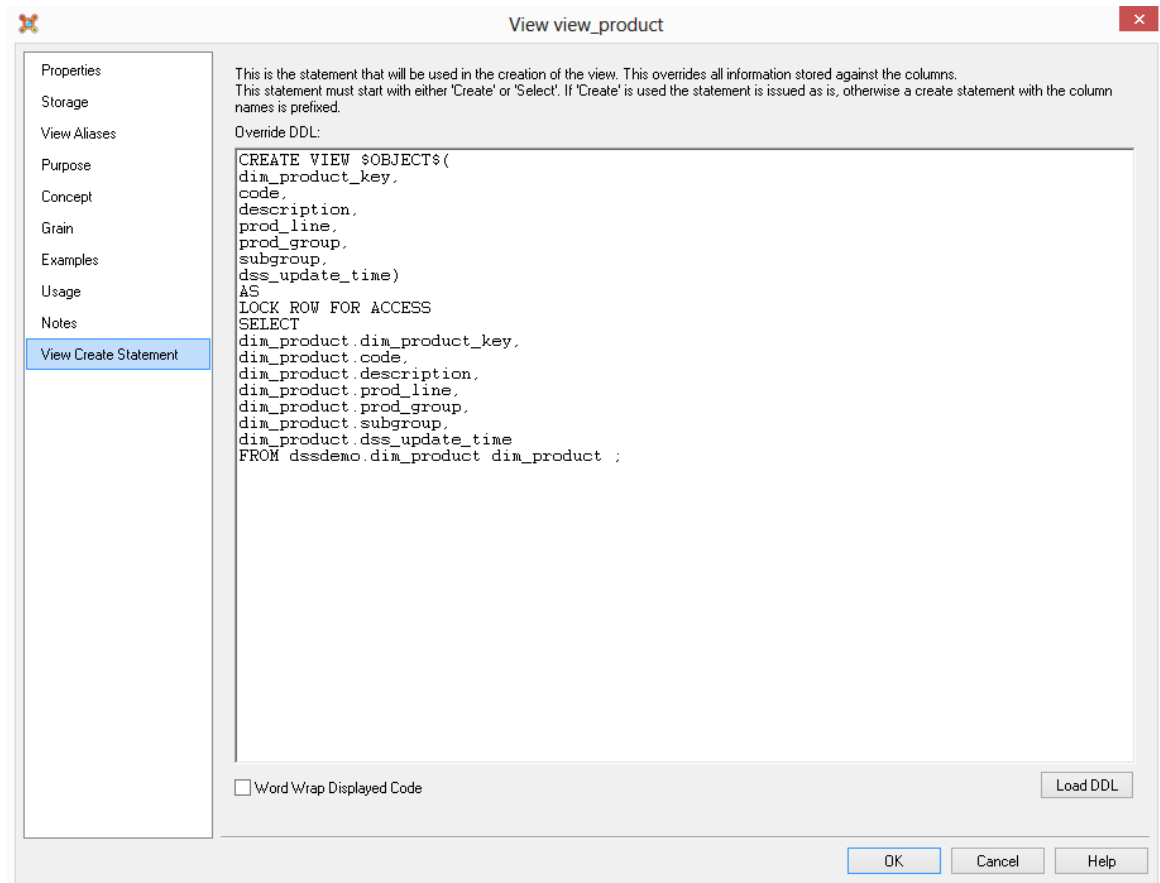 View view_product
Properties
Storage
View Aliases
Purpose
Concept
Grain
Examples
Usage
Notes
View Create Statement
This is the statement that will be used in the creation of the view. This overrides all information stored against the columns.
This statement must start with either 'Create' or 'Select'. If 'Create' is used the statement is issued as is, otherwise a create statement with the column
names is prefixed.
Override DDL:
CREATE VIEW $OBJECT$(
dim_product_key,
code,
description,
prod_line,
prod_group,
subgroup,
dss_update_time)
AS
LOCK ROW FOR ACCESS
SELECT
dim_product.dim_product_key,
dim_product.code,
dim_product.description,
dim_product.prod_line,
dim_product.prod_group,
dim_product.subgroup,
dim_product.dss_update_time
FROM dssdemo.dim_product dim_product ;
Word Wrap Displayed Code
Load DDL
OK
Cancel
Help